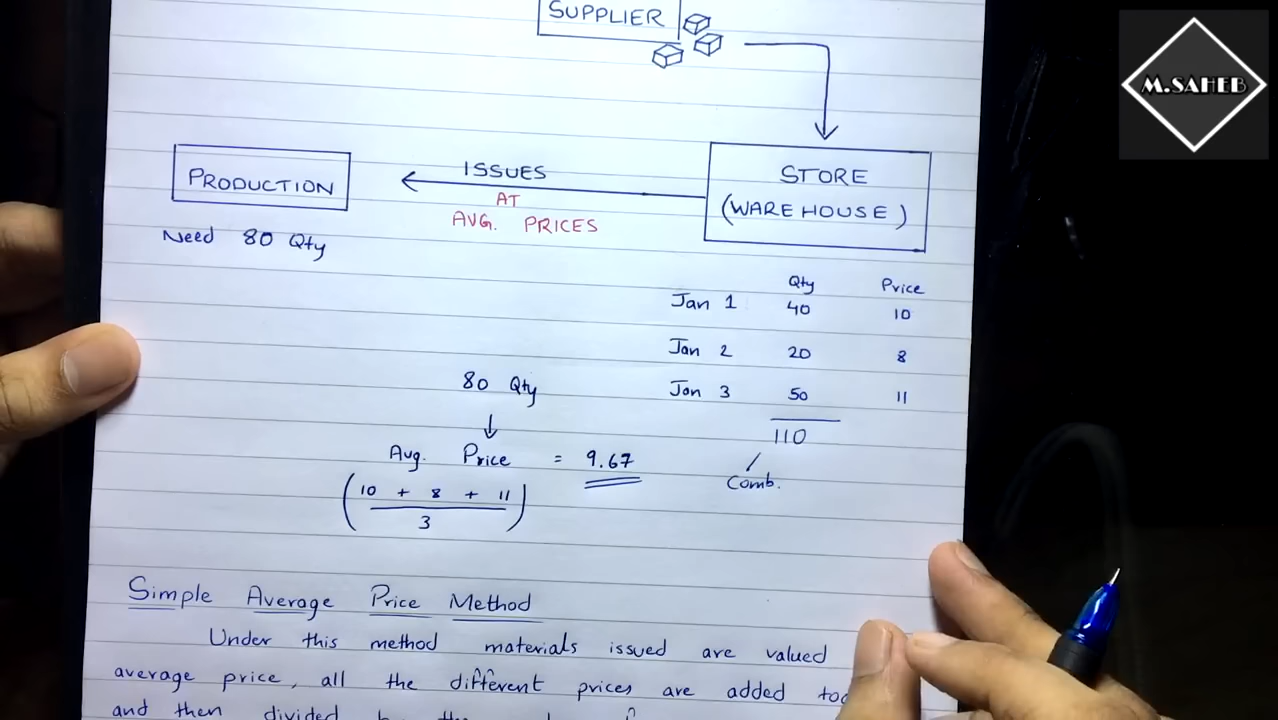 SUPPLIER
M.SAHEB
PRODUCTION
ISSUES
AT
AVG. PRICES
STORE
(WAREHOUSE)
Need 80 Qty
Qty Price
Jan 1 40 10
Jan 2 20 8
Jan 3 50 11
110
Comb.
80 Qty
Avg. Price = 9.67
(10 + 8 + 11
3)
Simple Average Price Method
Under this method materials issued are valued
average price, all the different prices are added
and then divided